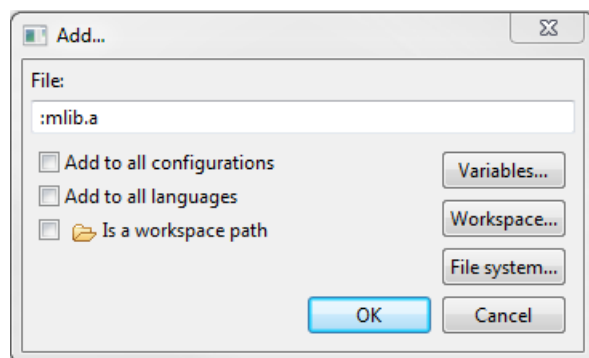 Add...
File:
:mlib.a
Add to all configurations
Variables...
Add to all languages
Workspace...
Is a workspace path
File system...
OK
Cancel